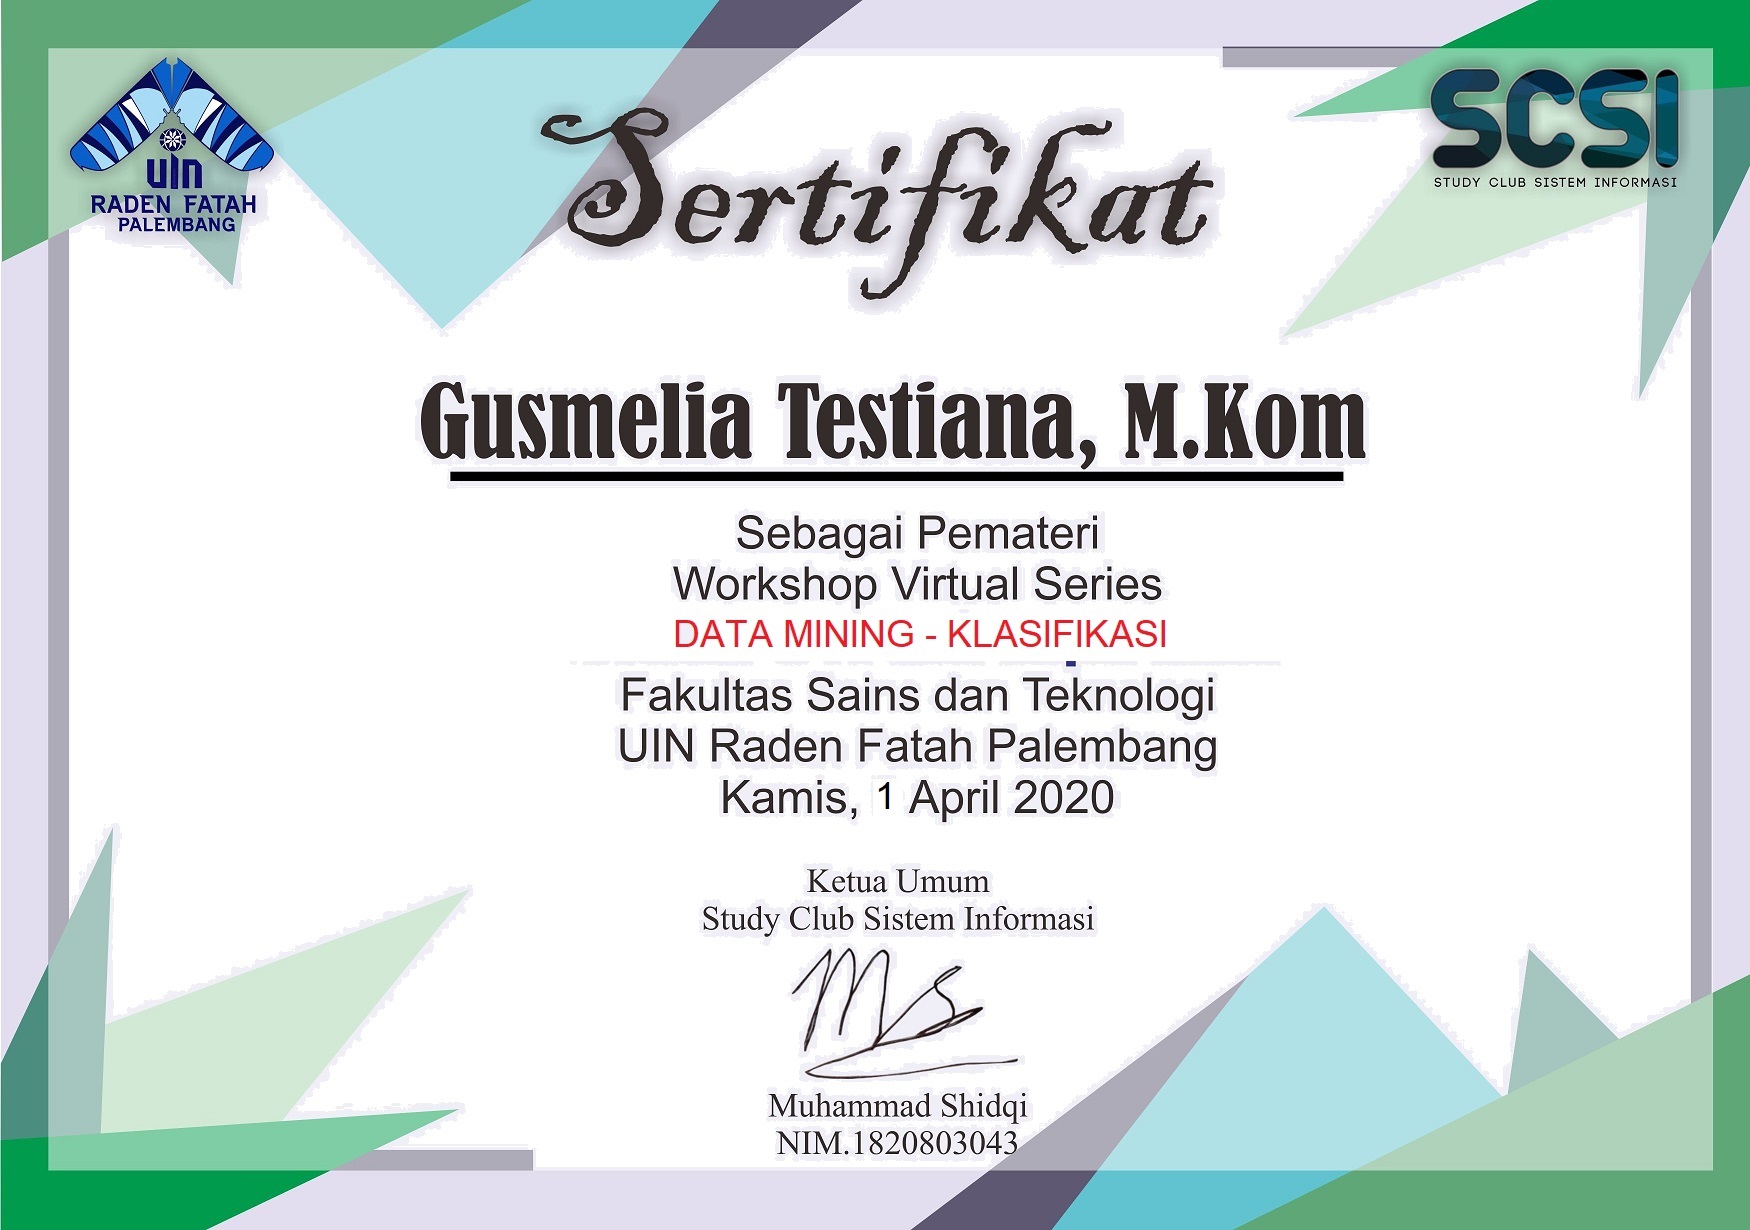 UIN
RADEN FATAH
PALEMBANG
SCSI
STUDY CLUB SISTEM INFORMASI
Sertifikat
Gusmelia Testiana, M.Kom
Sebagai Pemateri
Workshop Virtual Series
DATA MINING - KLASIFIKASI
Fakultas Sains dan Teknologi
UIN Raden Fatah Palembang
Kamis, 1 April 2020
Ketua Umum
Study Club Sistem Informasi
Ms
Muhammad Shidqi
NIM.1820803043